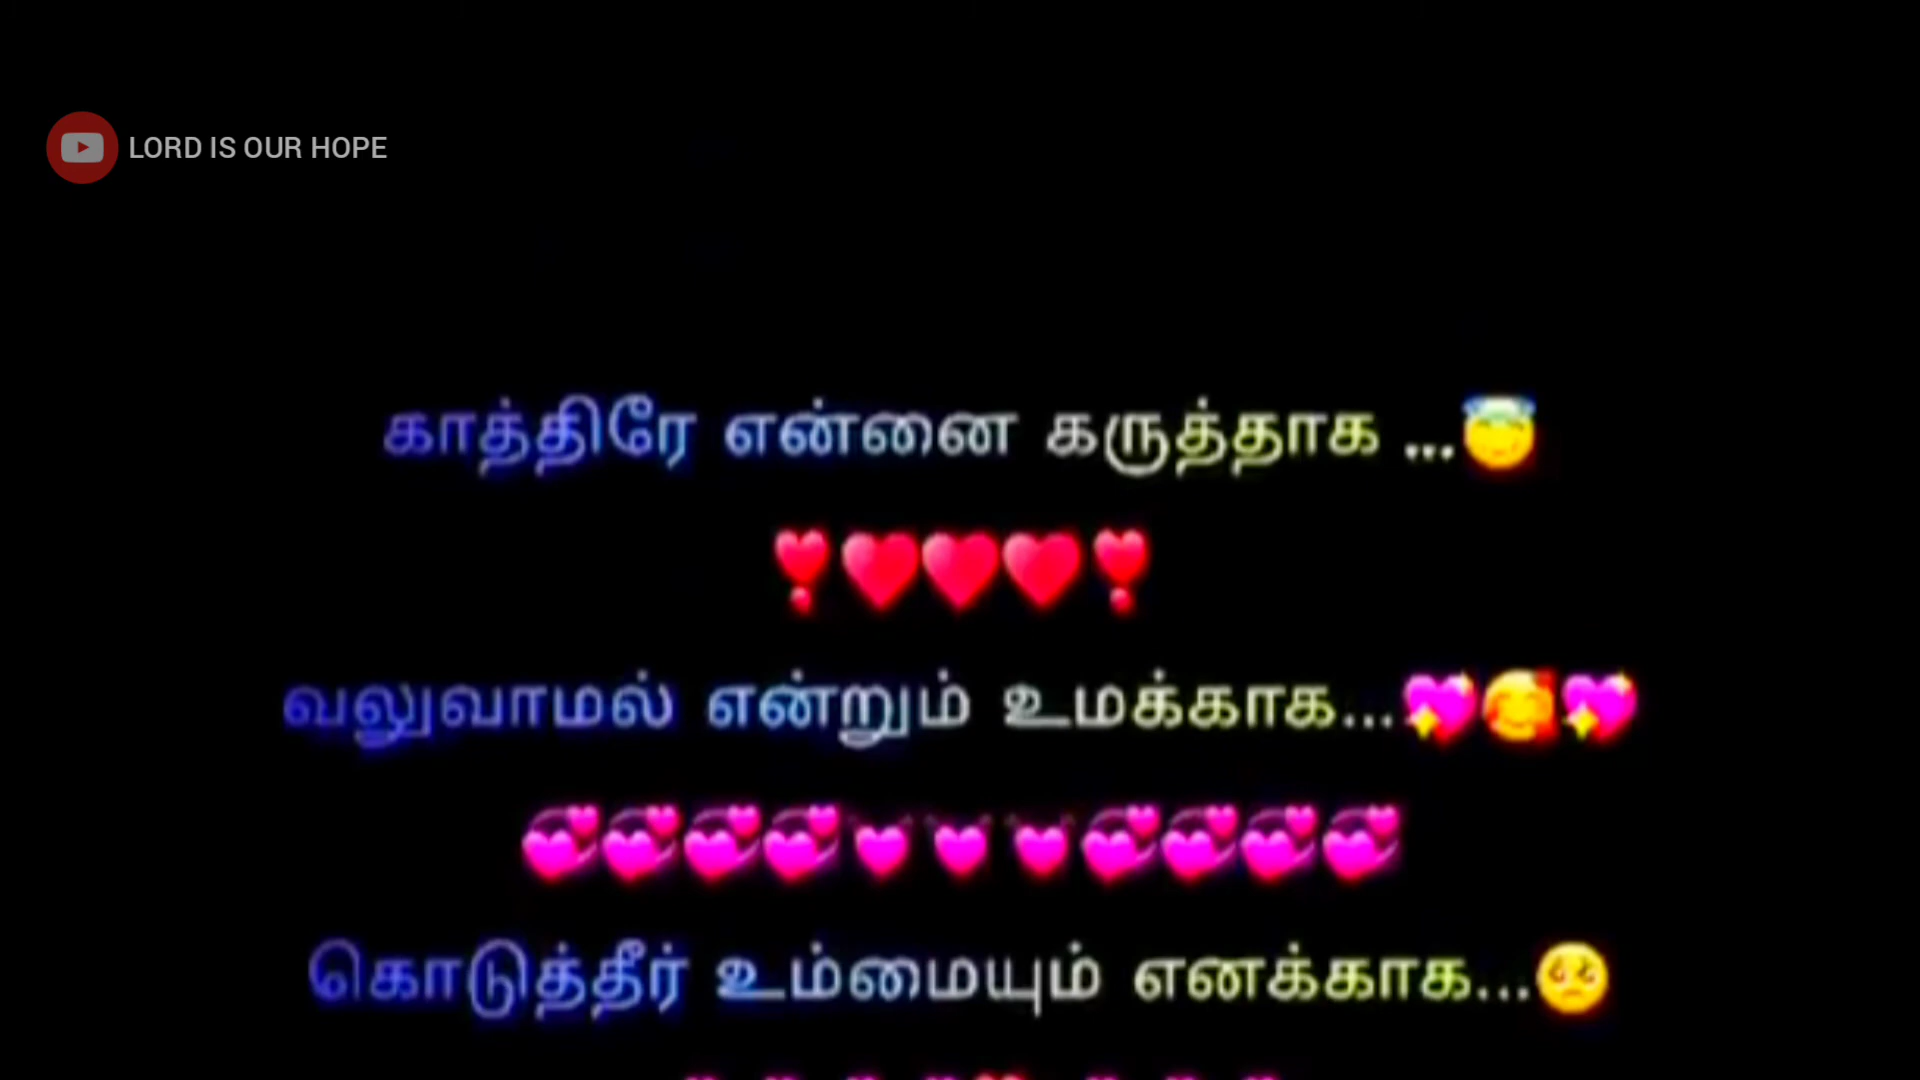 LORD IS OUR HOPE
காத்திரே என்னை கருத்தாக ...😇
❣♥♥♥❣
வலுவாமல் என்றும் உமக்காக...💖🥰💖
💞💞💞💞💓💓💓💞💞💞💞
கொடுத்தீர் உம்மையும் எனக்காக...🥺